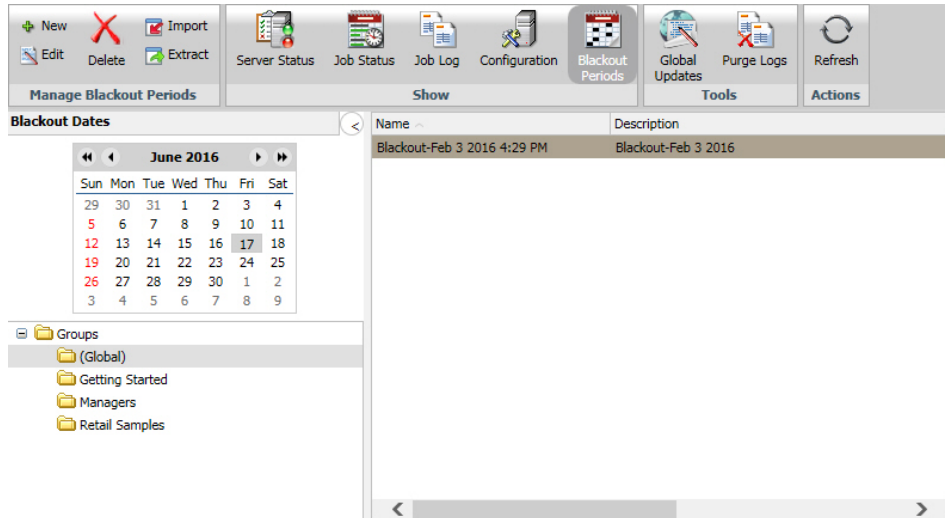 New
Edit
Delete
Import
Extract
Manage Blackout Periods
Server Status
Job Status
Job Log
Configuration
Blackout
Periods
Show
Global
Updates
Purge Logs
Tools
Refresh
Actions
Blackout Dates
<
June 2016
Sun Mon Tue Wed Thu Fri Sat
29 30 31 1 2 3 4
5 6 7 8 9 10 11
12 13 14 15 16 17 18
19 20 21 22 23 24 25
26 27 28 29 30 1 2
3 4 5 6 7 8 9
Groups
(Global)
Getting Started
Managers
Retail Samples
Name Description
Blackout-Feb 3 2016 4:29 PM Blackout-Feb 3 2016